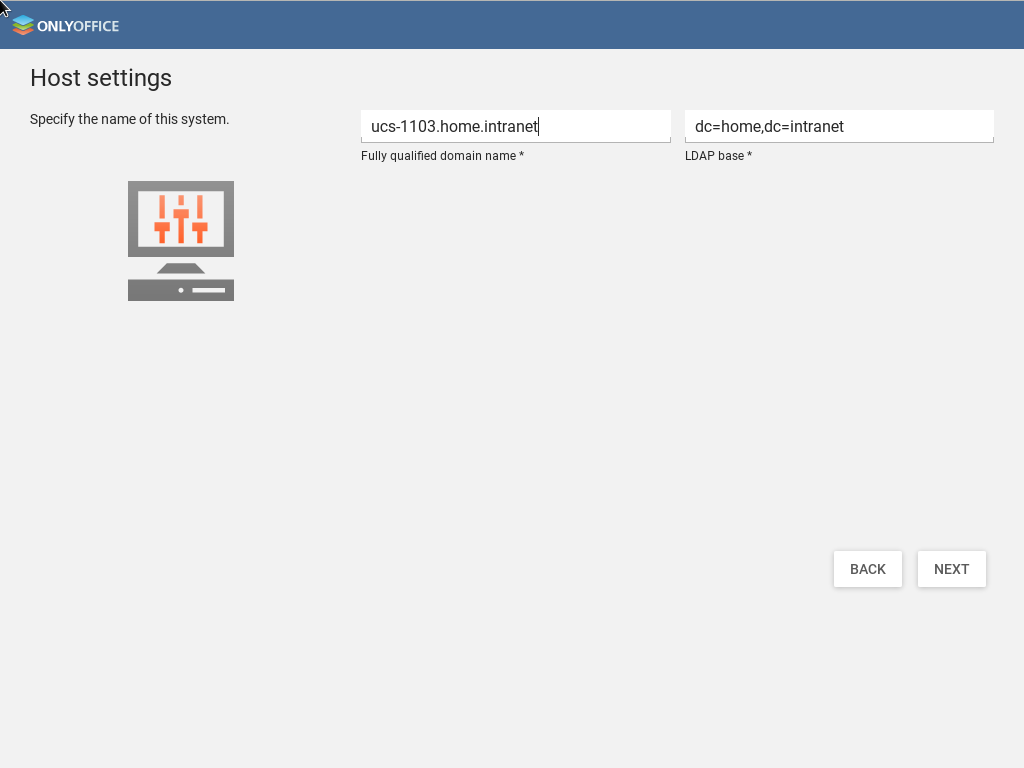 ONLYOFFICE
Host settings
Specify the name of this system.
ucs-1103.home.intranet
dc=home,dc=intranet
Fully qualified domain name *
LDAP base *
BACK
NEXT